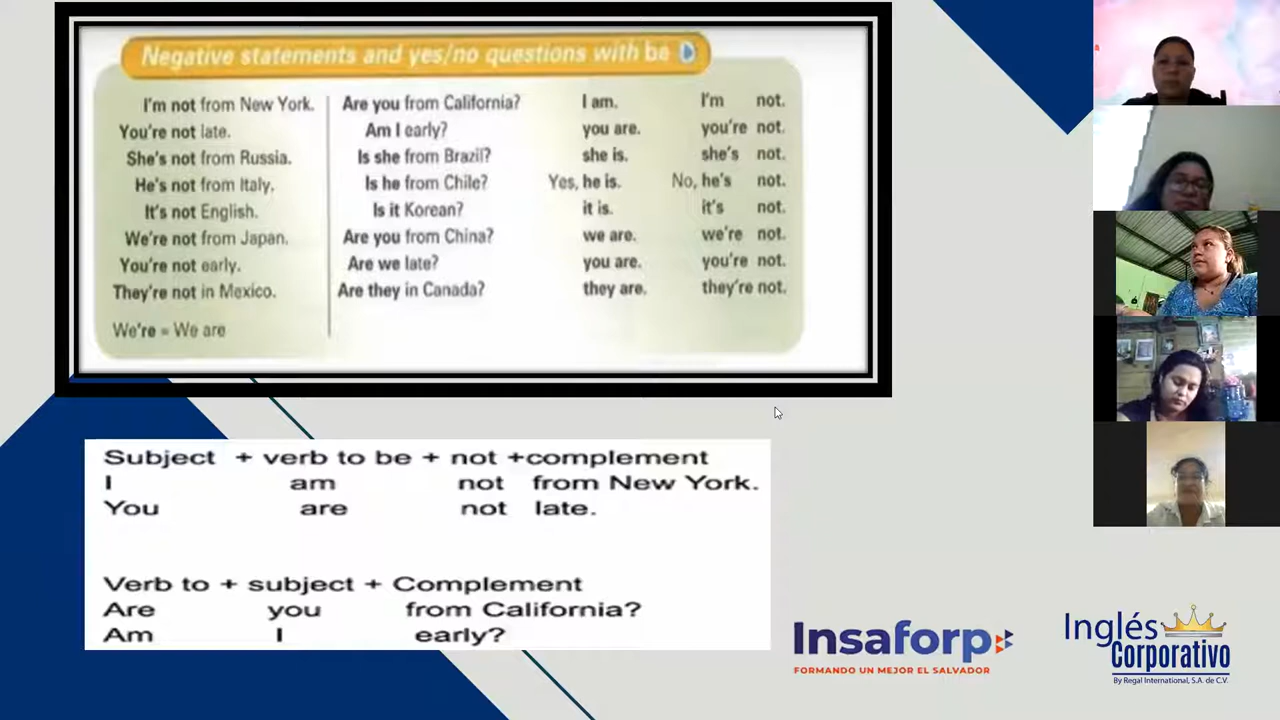 Negative statements and yes/no questions with be
I'm not from New York. Are you from California? I am. I'm not.
You're not late. Am I early? you are. you're not.
She's not from Russia. Is she from Brazil? she is. she's not.
He's not from Italy. Is he from Chile? Yes, he is. No, he's not.
It's not English. Is it Korean? it is. it's not.
We're not from Japan. Are you from China? we are. we're not.
You're not early. Are we late? you are. you're not.
They're not in Mexico. Are they in Canada? they are. they're not.
We're = We are
Subject + verb to be + not +complement
I am not from New York.
You are not late.
Verb to + subject + Complement
Are you from California?
Am I early?
Insaforp
FORMANDO UN MEJOR EL SALVADOR
Inglés
Corporativo
By Regal International, S.A. de C.V.